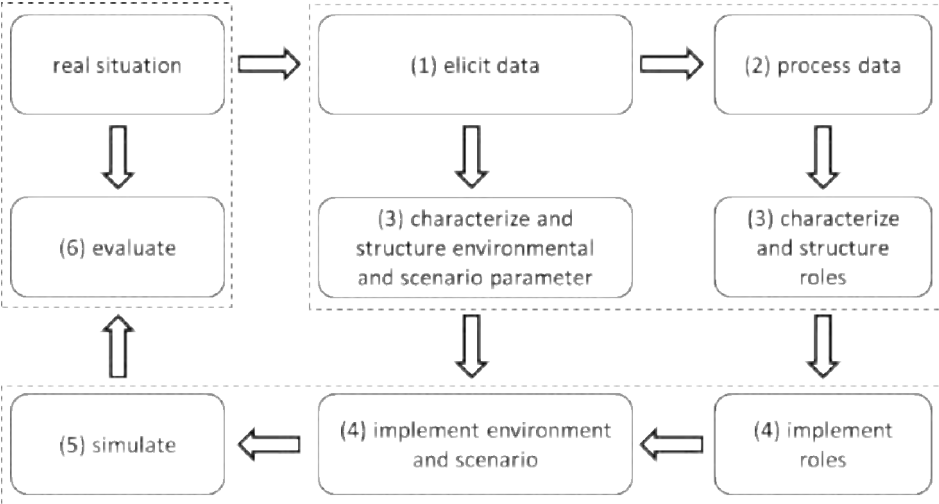 real situation
(1) elicit data
(2) process data
(6) evaluate
(3) characterize and
structure environmental
and scenario parameter
(3) characterize
and structure
roles
(5) simulate
(4) implement environment
and scenario
(4) implement
roles